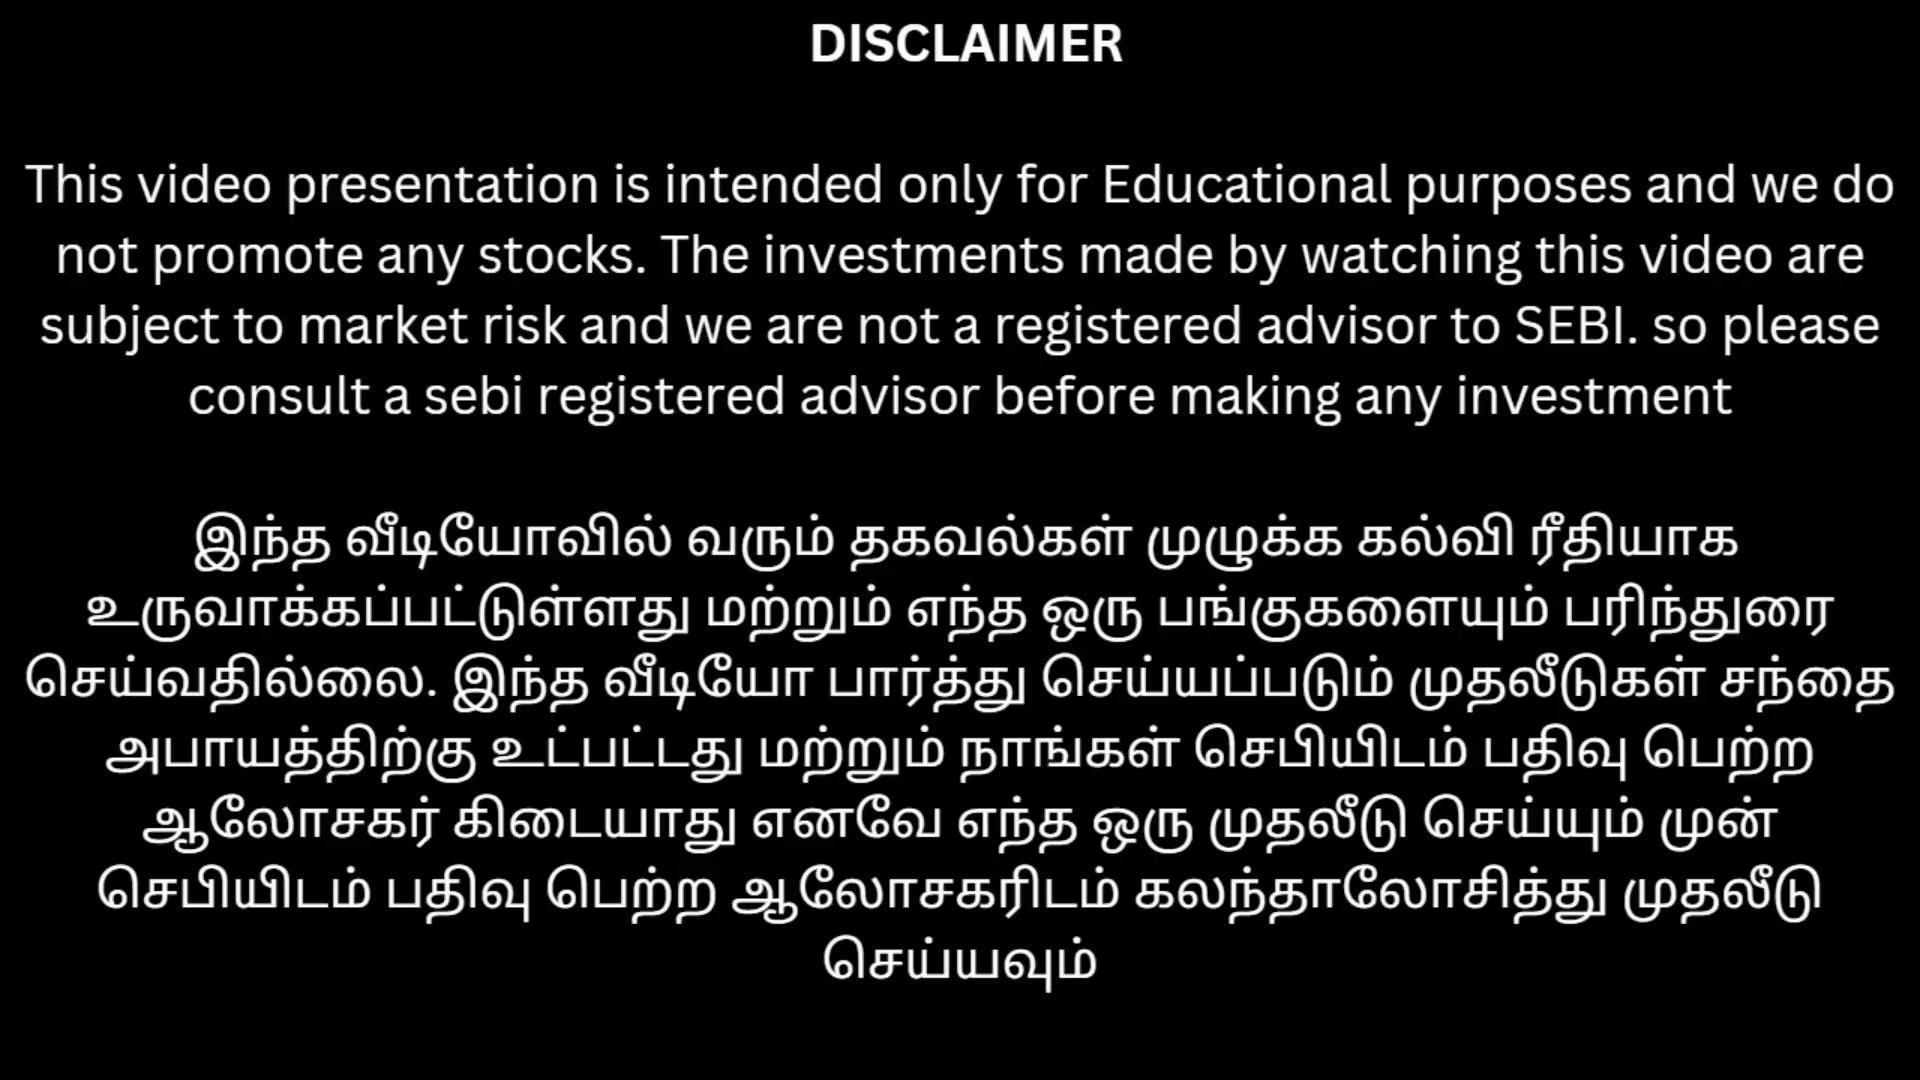 DISCLAIMER
This video presentation is intended only for Educational purposes and we do
not promote any stocks. The investments made by watching this video are
subject to market risk and we are not a registered advisor to SEBI. so please
consult a sebi registered advisor before making any investment
இந்த வீடியோவில் வரும் தகவல்கள் முழுக்க கல்வி ரீதியாக
உருவாக்கப்பட்டுள்ளது மற்றும் எந்த ஒரு பங்குகளையும் பரிந்துரை
செய்வதில்லை. இந்த வீடியோ பார்த்து செய்யப்படும் முதலீடுகள் சந்தை
அபாயத்திற்கு உட்பட்டது மற்றும் நாங்கள் செபியிடம் பதிவு பெற்ற
ஆலோசகர் கிடையாது எனவே எந்த ஒரு முதலீடு செய்யும் முன்
செபியிடம் பதிவு பெற்ற ஆலோசகரிடம் கலந்தாலோசித்து முதலீடு
செய்யவும்